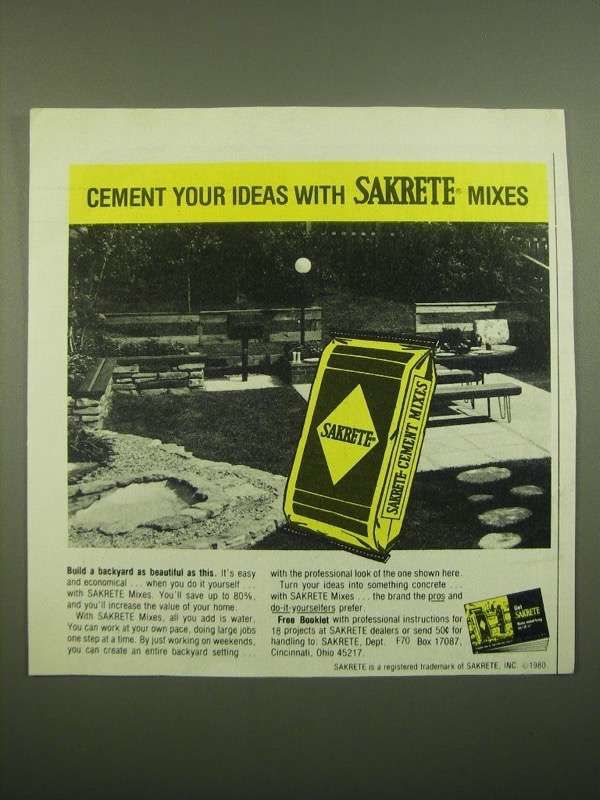 CEMENT YOUR IDEAS WITH SAKRETE® MIXES
SAKRETE
SAKRETE CEMENT MIXES
Build a backyard as beautiful as this. It's easy
and economical . . . when you do it yourself . . .
with SAKRETE Mixes. You'll save up to 80%,
and you'll increase the value of your home.
With SAKRETE Mixes, all you add is water.
You can work at your own pace, doing large jobs
one step at a time. By just working on weekends,
you can create an entire backyard setting . . .
with the professional look of the one shown here.
Turn your ideas into something concrete . . .
with SAKRETE Mixes . . . the brand the pros and
do-it-yourselfers prefer.
Free Booklet with professional instructions for
18 projects at SAKRETE dealers or send 50¢ for
handling to: SAKRETE, Dept. F70 Box 17087,
Cincinnati, Ohio 45217.
Get
SAKRETE
SAKRETE is a registered trademark of SAKRETE, INC. ©1980